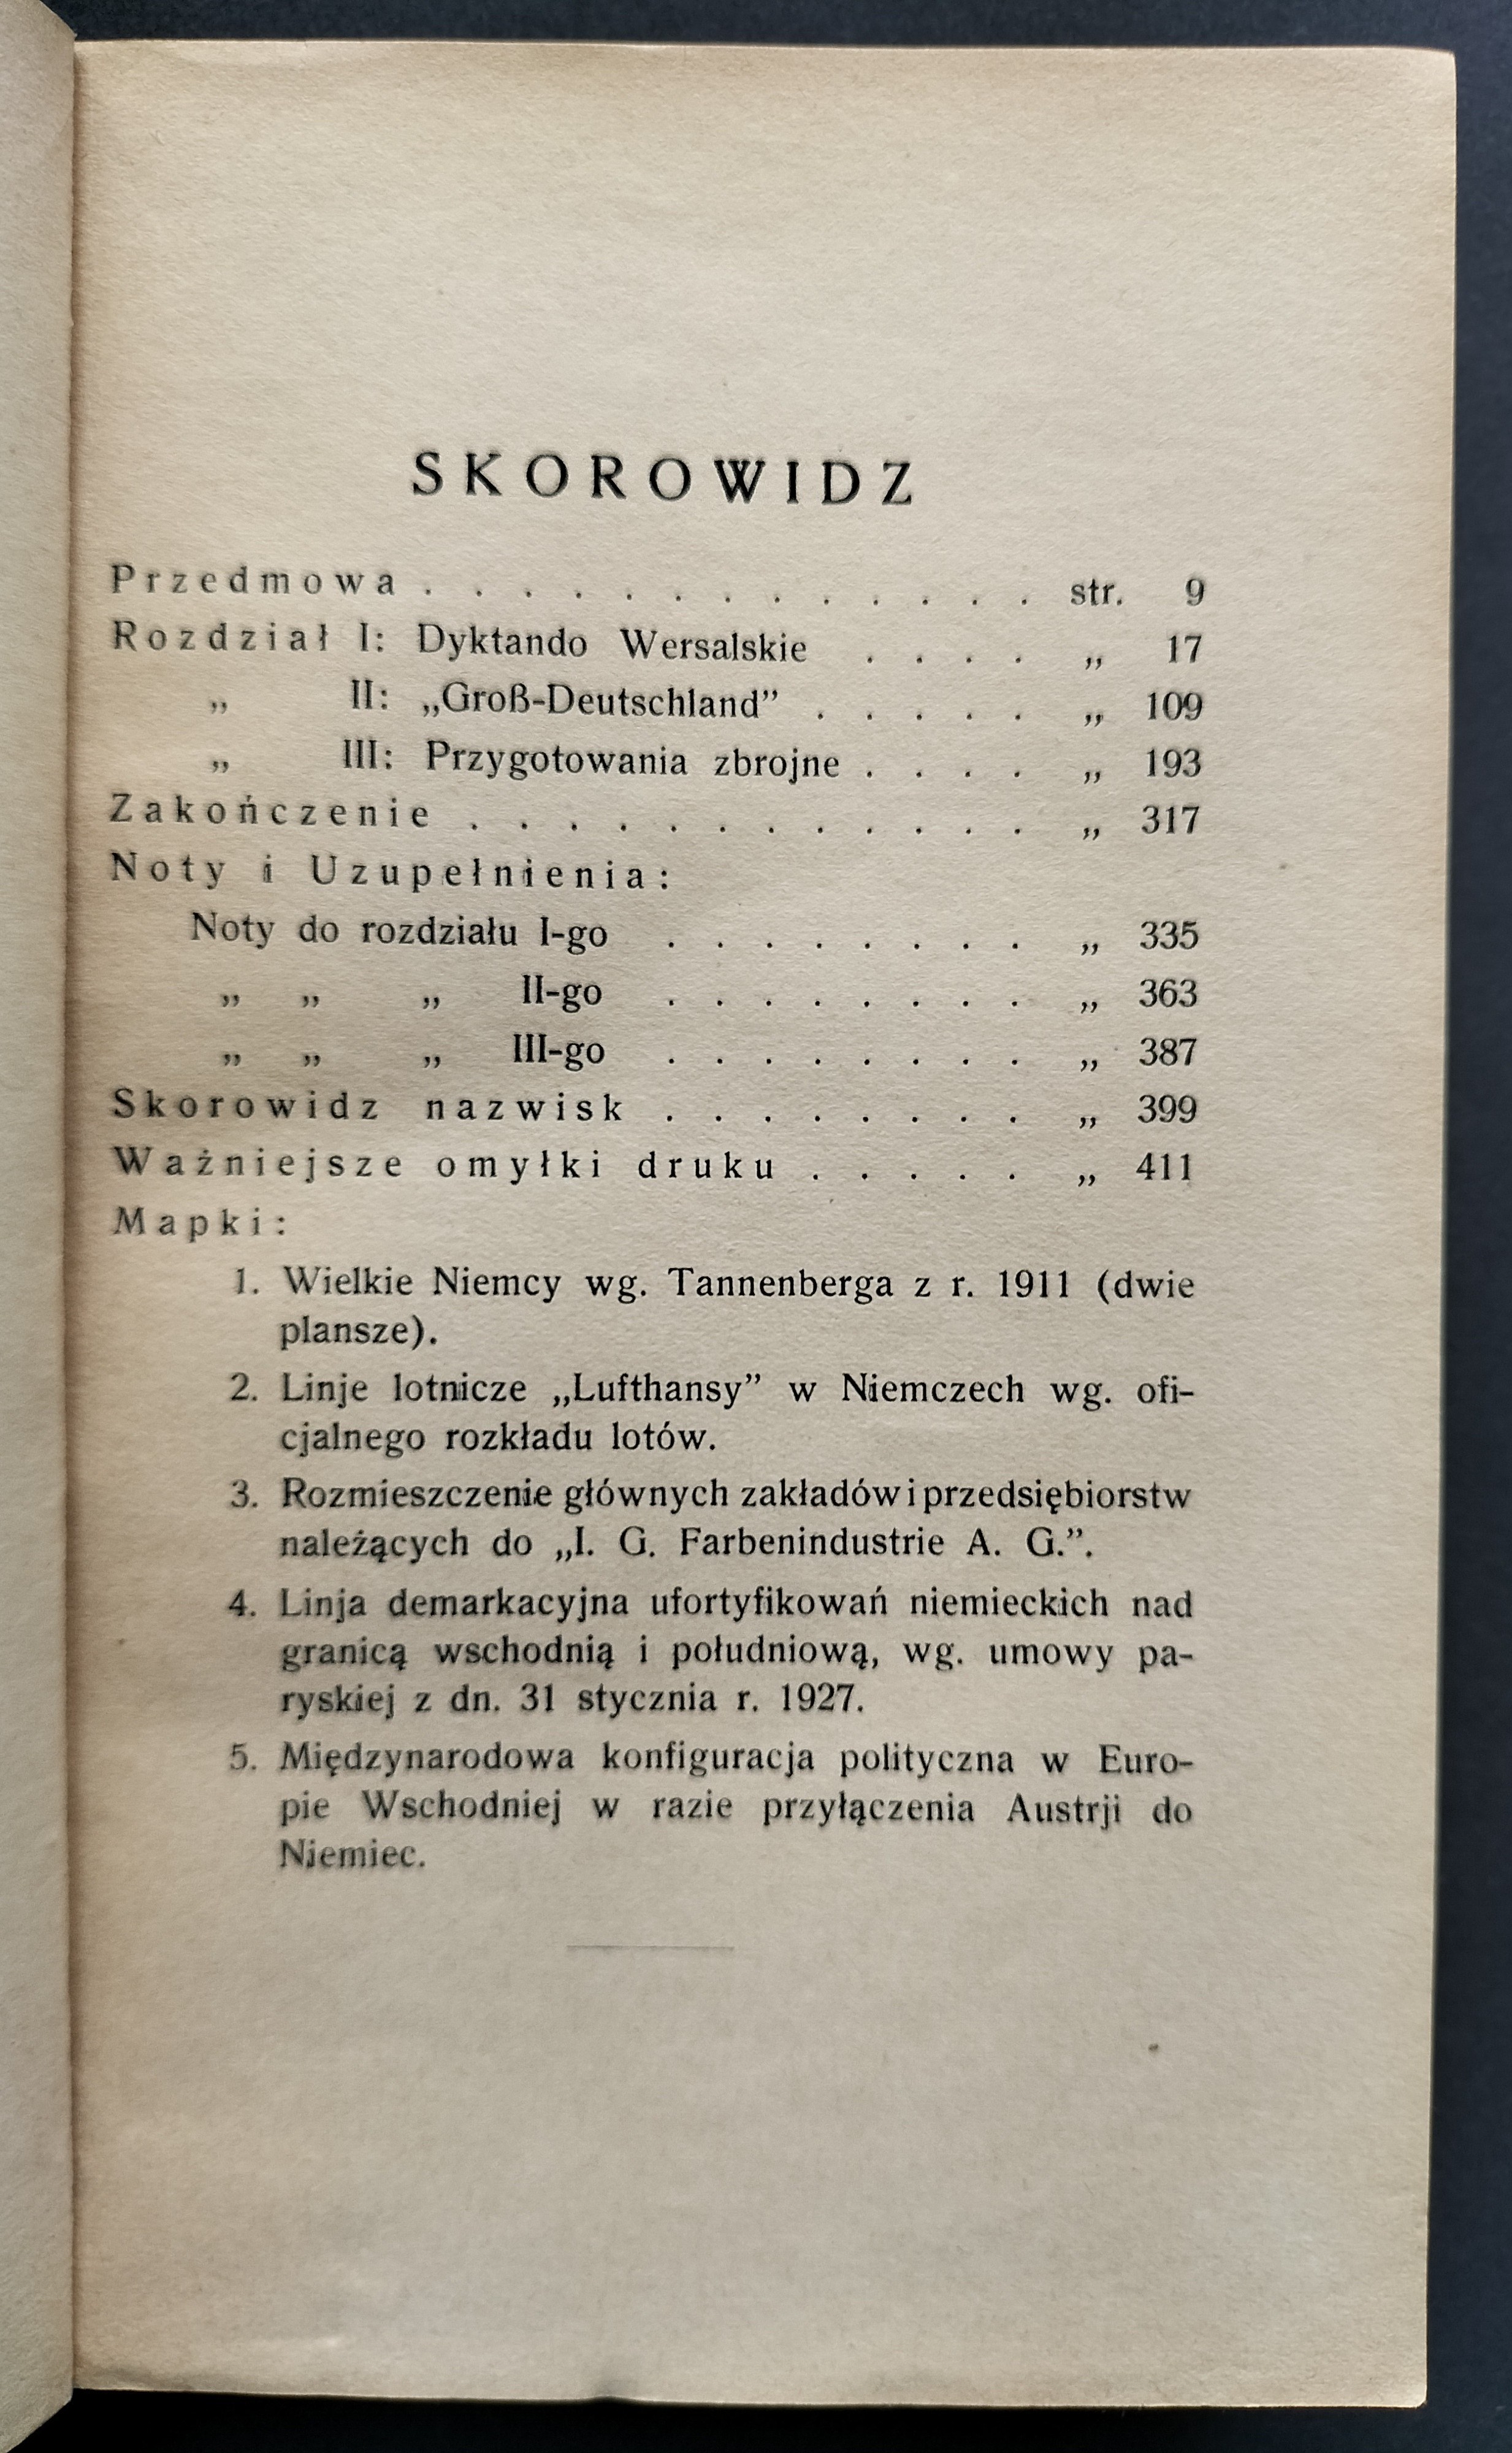 SKOROWIDZ
Przedmowa . . . . . . . . . . . . . str. 9
Rozdział I: Dyktando Wersalskie . . . . „ 17
„ II: „Groß-Deutschland” . . . . . „ 109
„ III: Przygotowania zbrojne . . . . „ 193
Zakończenie . . . . . . . . . . . . „ 317
Noty i Uzupełnienia:
Noty do rozdziału I-go . . . . . . . . „ 335
„ „ „ II-go . . . . . . . . „ 363
„ „ „ III-go . . . . . . . . „ 387
Skorowidz nazwisk . . . . . . . . „ 399
Ważniejsze omyłki druku . . . . . „ 411
Mapki:
1. Wielkie Niemcy wg. Tannenberga z r. 1911 (dwie
plansze).
2. Linje lotnicze „Lufthansy” w Niemczech wg. ofi-
cjalnego rozkładu lotów.
3. Rozmieszczenie głównych zakładów i przedsiębiorstw
należących do „I. G. Farbenindustrie A. G.”.
4. Linja demarkacyjna ufortyfikowań niemieckich nad
granicą wschodnią i południową, wg. umowy pa-
ryskiej z dn. 31 stycznia r. 1927.
5. Międzynarodowa konfiguracja polityczna w Euro-
pie Wschodniej w razie przyłączenia Austrji do
Niemiec.